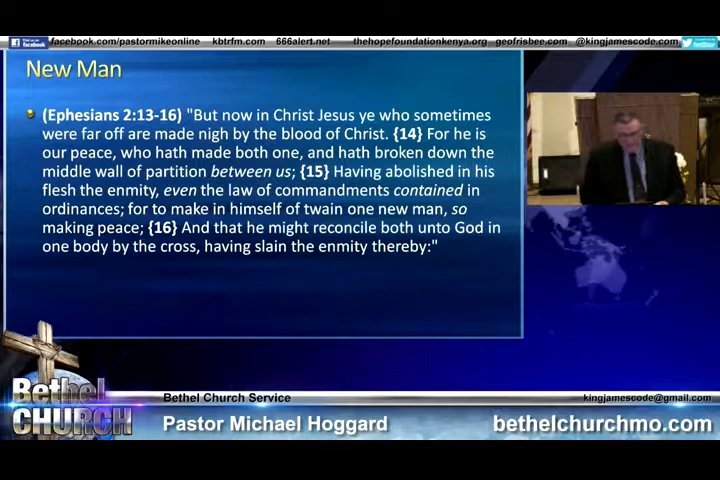 Find us on facebook facebook.com/pastormikeonline kbtrfm.com 666alert.net thehopefoundationkenya.org geofrisbee.com @kingjamescode.com twitter
New Man
(Ephesians 2:13-16) "But now in Christ Jesus ye who sometimes
were far off are made nigh by the blood of Christ. {14} For he is
our peace, who hath made both one, and hath broken down the
middle wall of partition between us; {15} Having abolished in his
flesh the enmity, even the law of commandments contained in
ordinances; for to make in himself of twain one new man, so
making peace; {16} And that he might reconcile both unto God in
one body by the cross, having slain the enmity thereby:"
Bethel
CHURCH
Bethel Church Service
kingjamescode@gmail.com
Pastor Michael Hoggard
bethelchurchmo.com